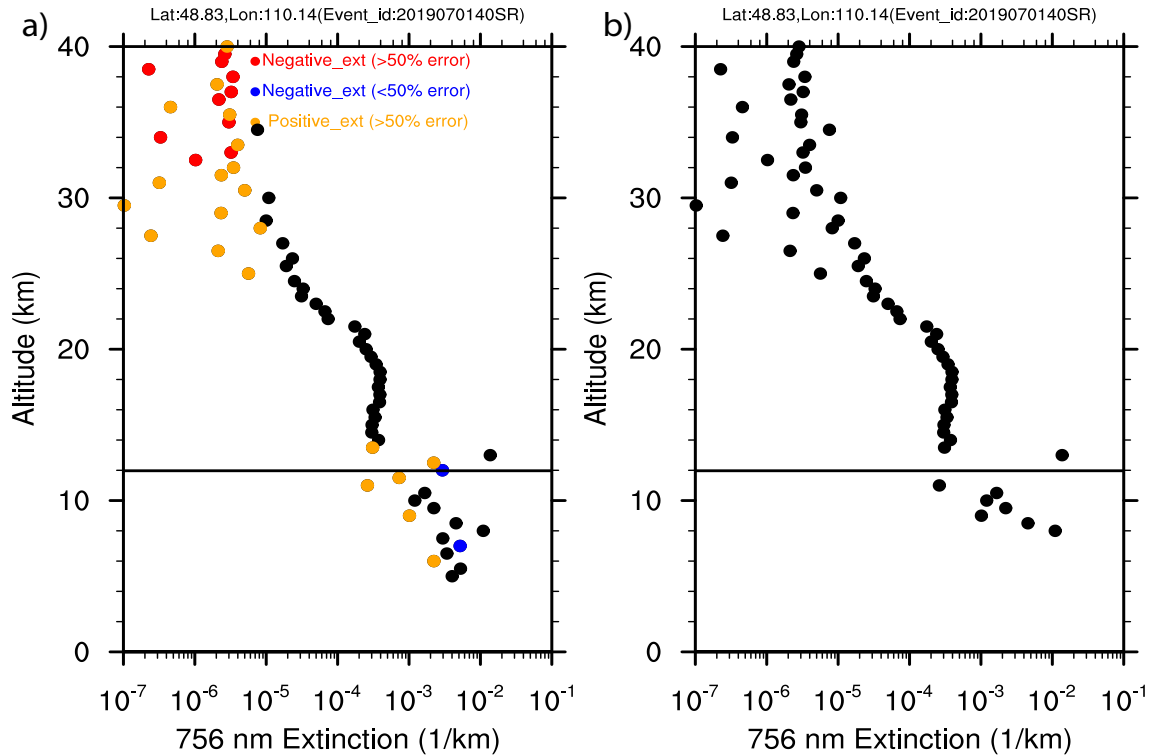 a)
Lat:48.83,Lon:110.14(Event_id:2019070140SR)
Negative_ext (>50% error)
Negative_ext (<50% error)
Positive_ext (>50% error)
40
30
20
10
0
Altitude (km)
10-7 10-6 10-5 10-4 10-3 10-2 10-1
756 nm Extinction (1/km)
b)
Lat:48.83,Lon:110.14(Event_id:2019070140SR)
40
30
20
10
0
Altitude (km)
10-7 10-6 10-5 10-4 10-3 10-2 10-1
756 nm Extinction (1/km)